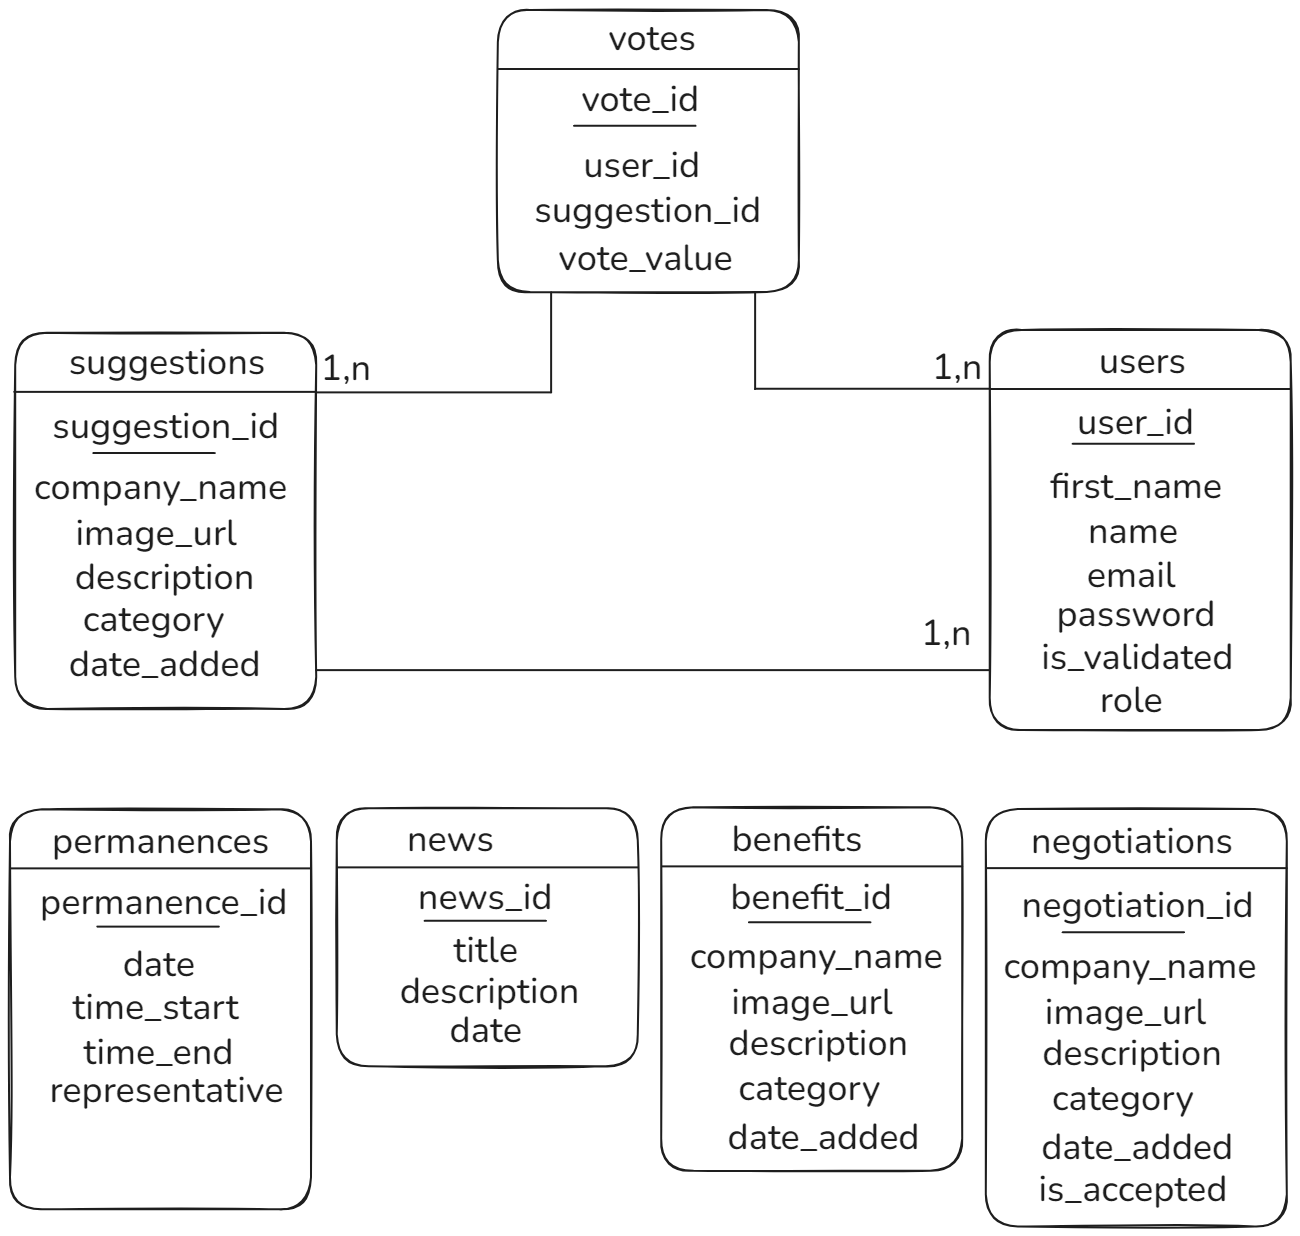 votes
vote_id
user_id
suggestion_id
vote_value
suggestions
1,n
suggestion_id
company_name
image_url
description
category
date_added
1,n
users
user_id
first_name
name
email
password
is_validated
role
1,n
permanences
permanence_id
date
time_start
time_end
representative
news
news_id
title
description
date
benefits
benefit_id
company_name
image_url
description
category
date_added
negotiations
negotiation_id
company_name
image_url
description
category
date_added
is_accepted